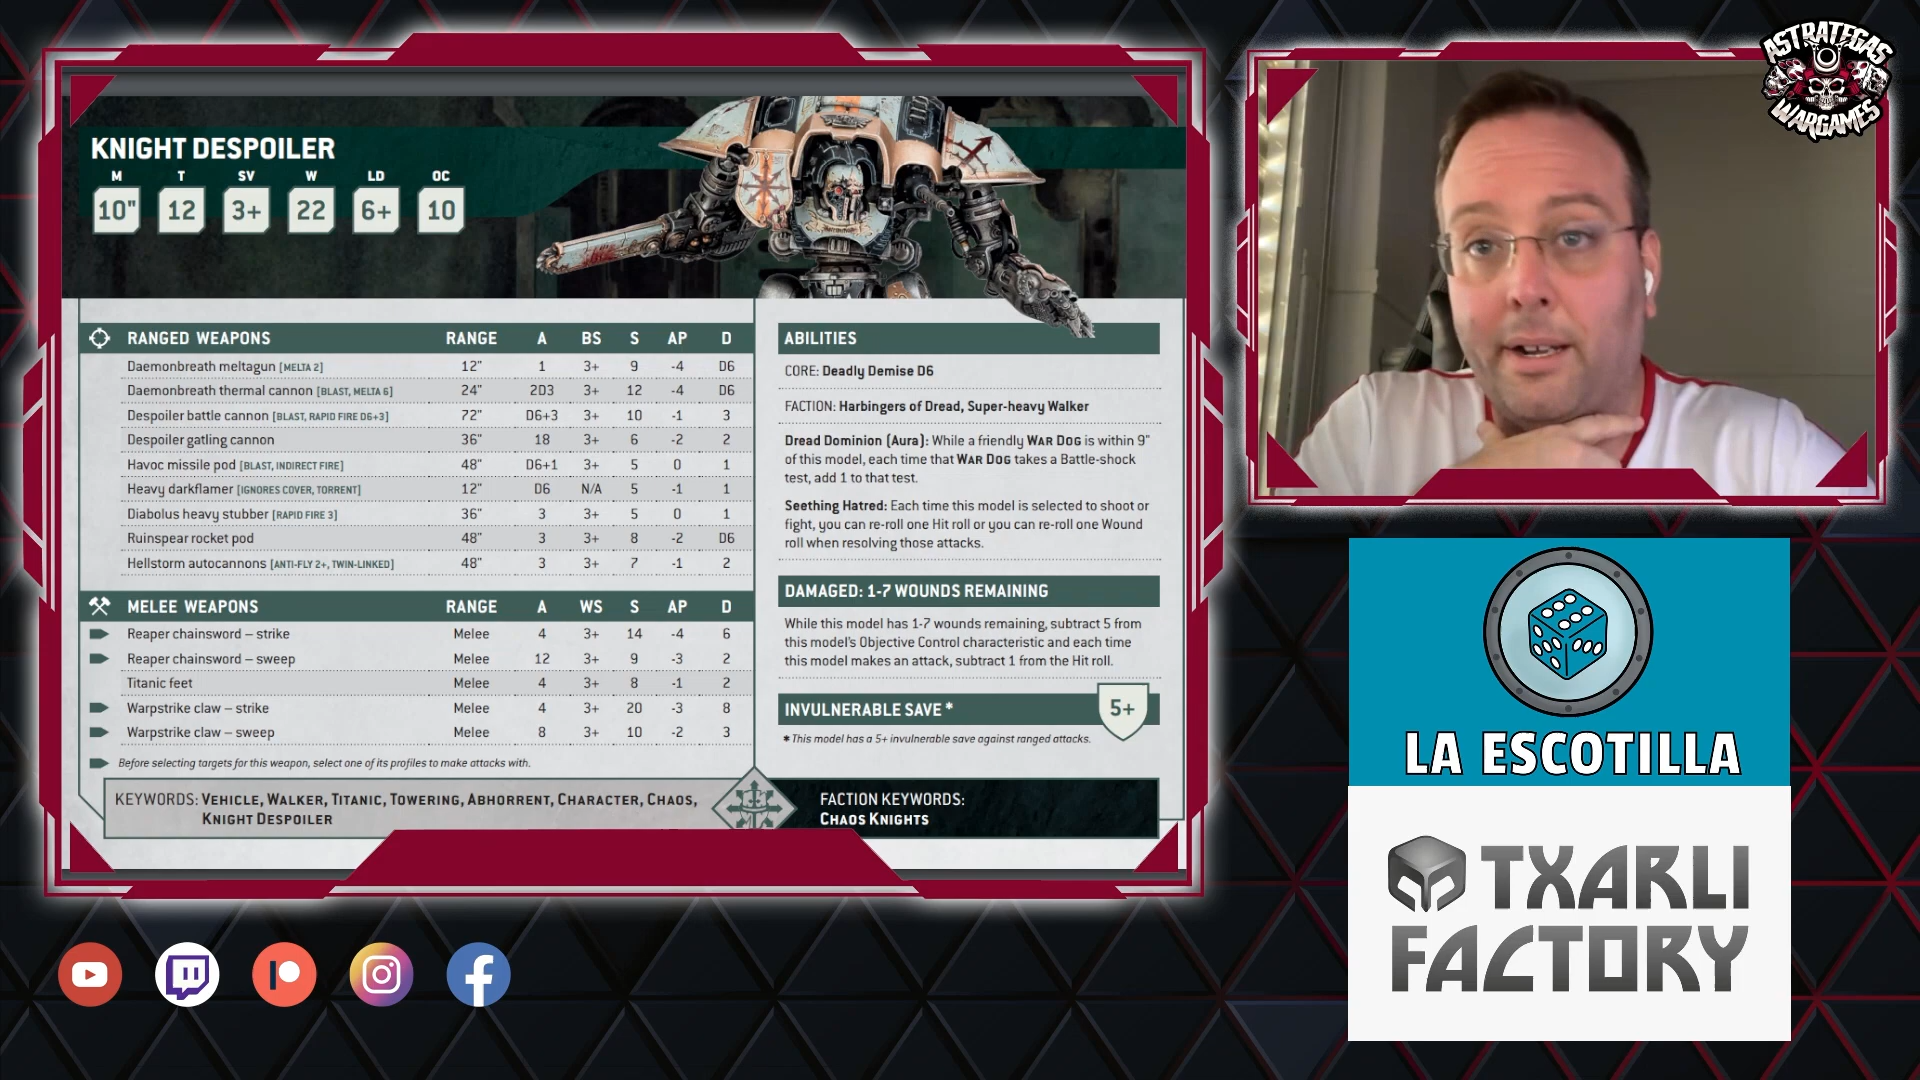 KNIGHT DESPOILER
M T SV W LD OC
10" 12 3+ 22 6+ 10
RANGED WEAPONS RANGE A BS S AP D
Daemonbreath meltagun [MELTA 2] 12" 1 3+ 9 -4 D6
Daemonbreath thermal cannon [BLAST, MELTA 6] 24" 2D3 3+ 12 -4 D6
Despoiler battle cannon [BLAST, RAPID FIRE D6+3] 72" D6+3 3+ 10 -1 3
Despoiler gatling cannon 36" 18 3+ 6 -2 2
Havoc missile pod [BLAST, INDIRECT FIRE] 48" D6+1 3+ 5 0 1
Heavy darkflamer [IGNORES COVER, TORRENT] 12" D6 N/A 5 -1 1
Diabolus heavy stubber [RAPID FIRE 3] 36" 3 3+ 5 0 1
Ruinspear rocket pod 48" 3 3+ 8 -2 D6
Hellstorm autocannons [ANTI-FLY 2+, TWIN-LINKED] 48" 3 3+ 7 -1 2
MELEE WEAPONS RANGE A WS S AP D
Reaper chainsword – strike Melee 4 3+ 14 -4 6
Reaper chainsword – sweep Melee 12 3+ 9 -3 2
Titanic feet Melee 4 3+ 8 -1 2
Warpstrike claw – strike Melee 4 3+ 20 -3 8
Warpstrike claw – sweep Melee 8 3+ 10 -2 3
Before selecting targets for this weapon, select one of its profiles to make attacks with.
KEYWORDS: VEHICLE, WALKER, TITANIC, TOWERING, ABHORRENT, CHARACTER, CHAOS,
KNIGHT DESPOILER
ABILITIES
CORE: Deadly Demise D6
FACTION: Harbingers of Dread, Super-heavy Walker
Dread Dominion (Aura): While a friendly WAR DOG is within 9"
of this model, each time that WAR DOG takes a Battle-shock
test, add 1 to that test.
Seething Hatred: Each time this model is selected to shoot or
fight, you can re-roll one Hit roll or you can re-roll one Wound
roll when resolving those attacks.
DAMAGED: 1-7 WOUNDS REMAINING
While this model has 1-7 wounds remaining, subtract 5 from
this model's Objective Control characteristic and each time
this model makes an attack, subtract 1 from the Hit roll.
INVULNERABLE SAVE * 5+
* This model has a 5+ invulnerable save against ranged attacks.
FACTION KEYWORDS:
CHAOS KNIGHTS
ASTRATEGAS
WARGAMES
LA ESCOTILLA
TXARLI
FACTORY